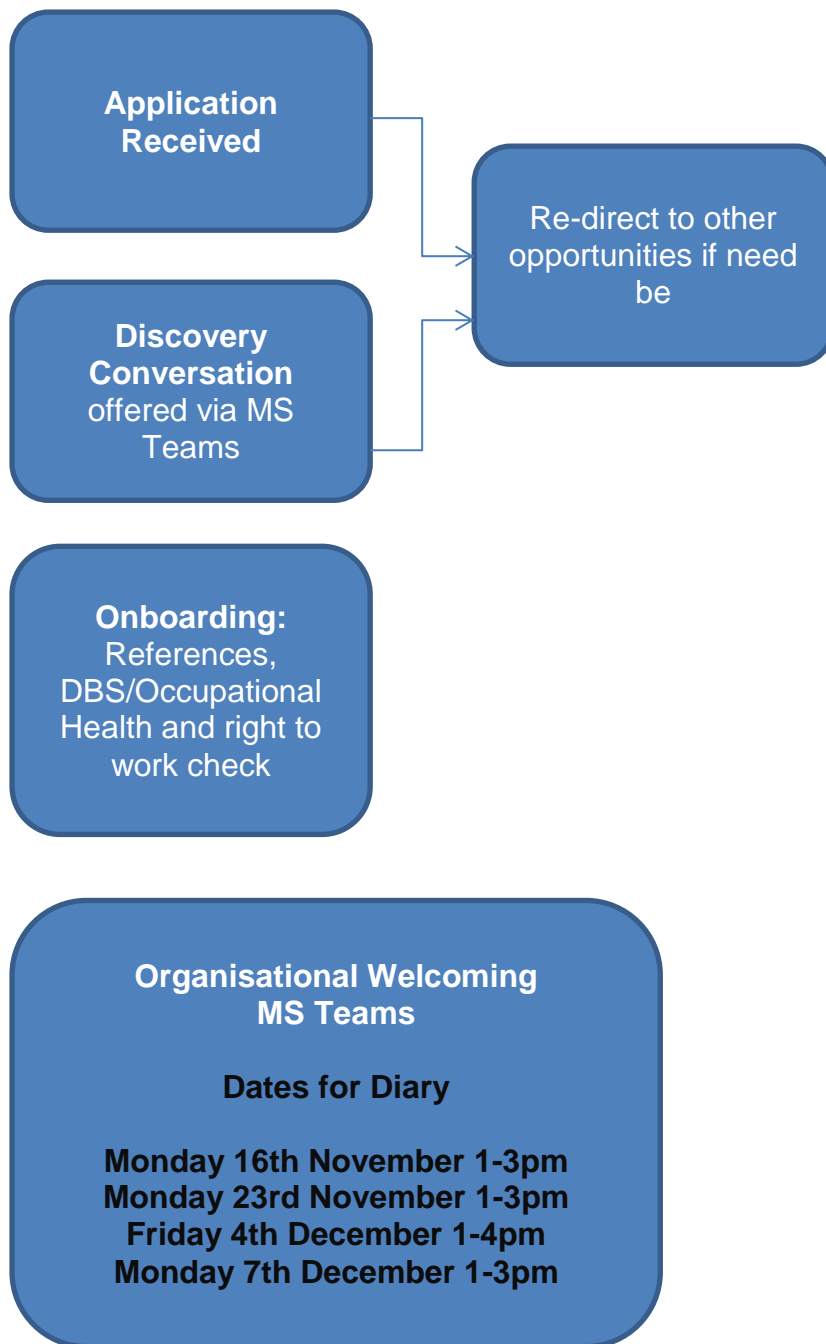 Application
Received
Re-direct to other
opportunities if need
be
Discovery
Conversation
offered via MS
Teams
Onboarding:
References,
DBS/Occupational
Health and right to
work check
Organisational Welcoming
MS Teams
Dates for Diary
Monday 16th November 1-3pm
Monday 23rd November 1-3pm
Friday 4th December 1-4pm
Monday 7th December 1-3pm